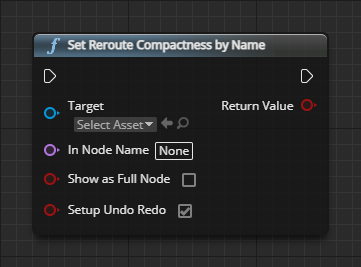 Set Reroute Compactness by Name
Target
Return Value
Select Asset
In Node Name
None
Show as Full Node
Setup Undo Redo